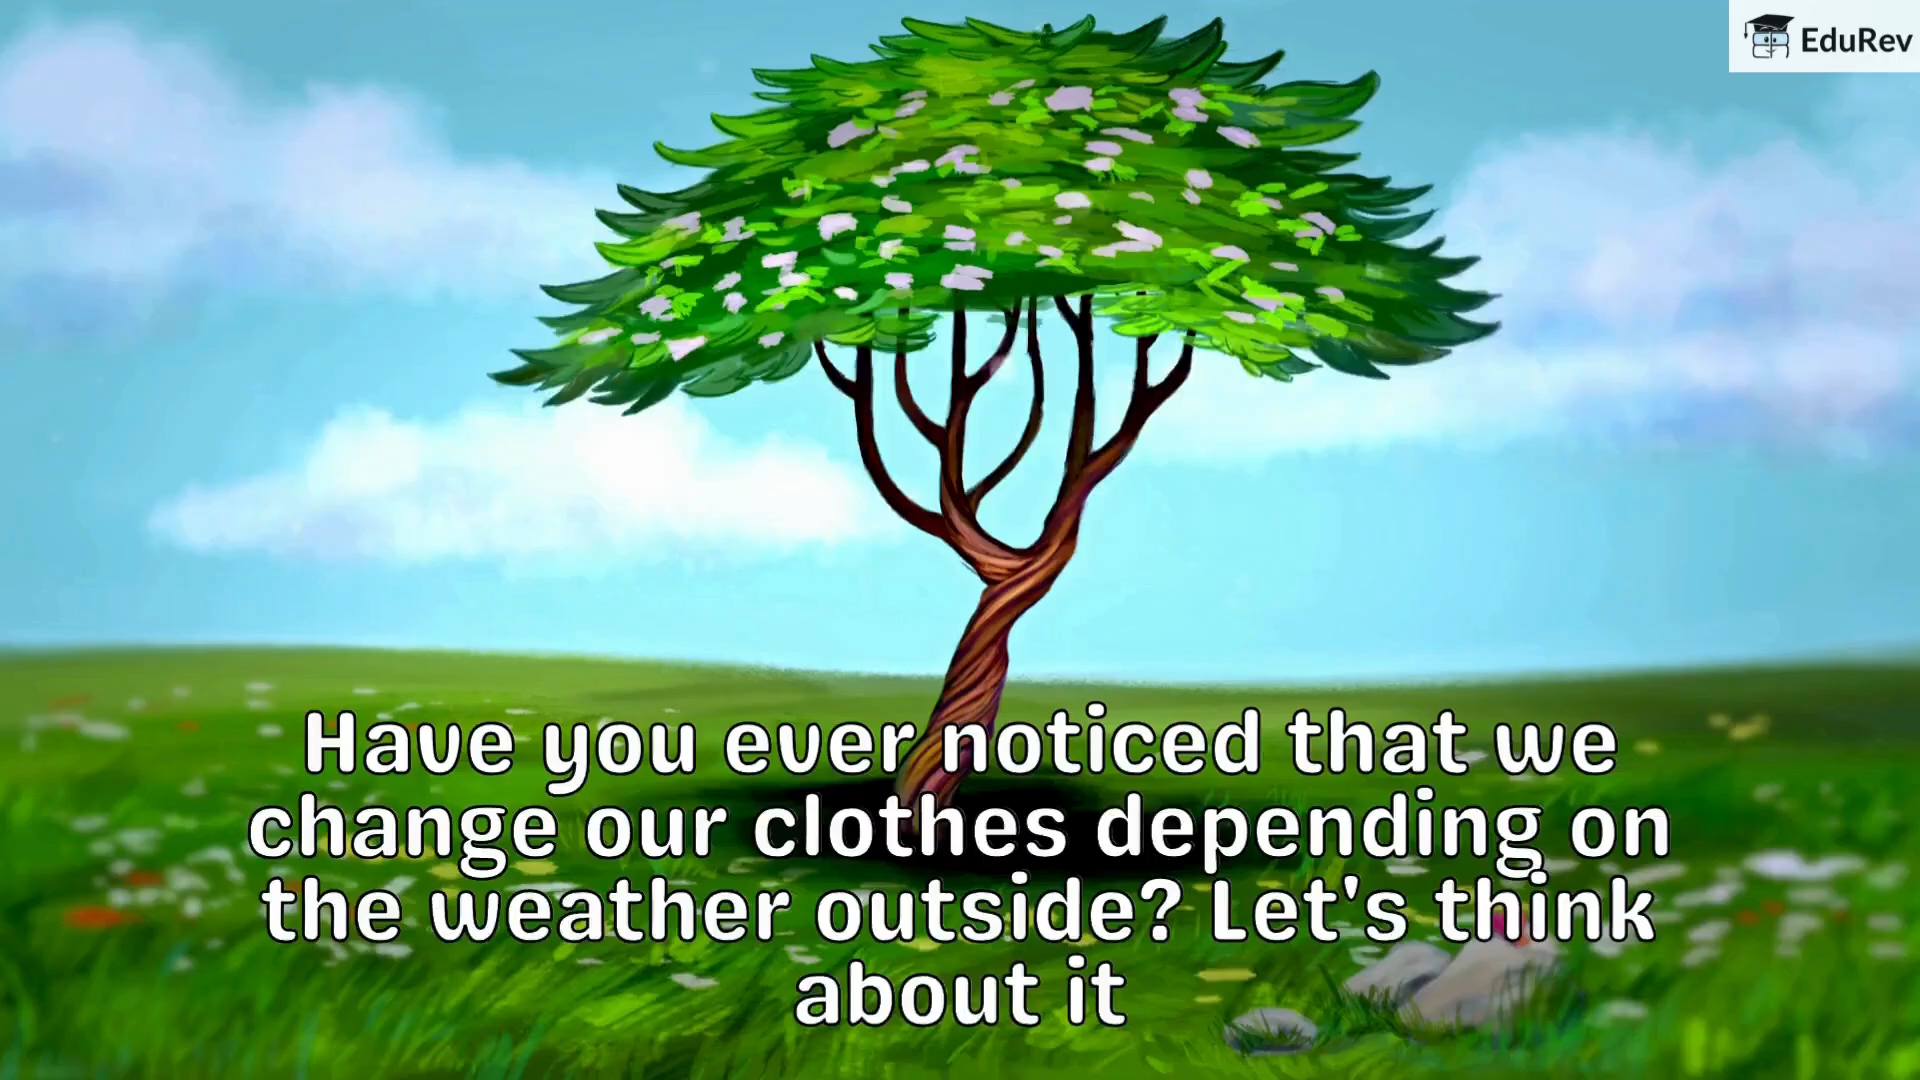 EduRev
Have you ever noticed that we
change our clothes depending on
the weather outside? Let's think
about it